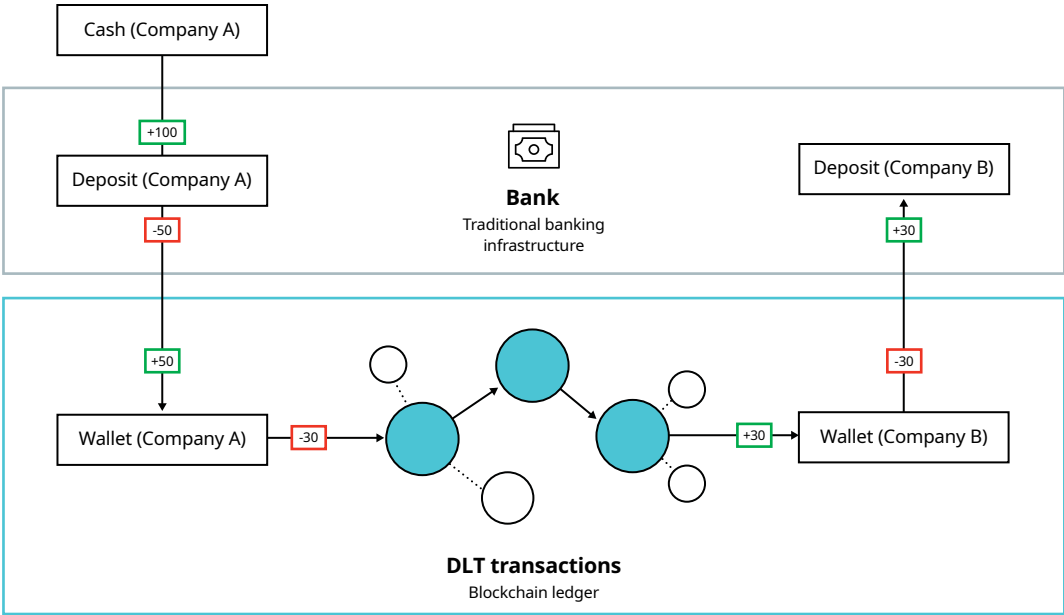 Cash (Company A)
+100
Deposit (Company A)
-50
Bank
Traditional banking
infrastructure
Deposit (Company B)
+30
+50
-30
Wallet (Company A)
-30
+30
Wallet (Company B)
DLT transactions
Blockchain ledger